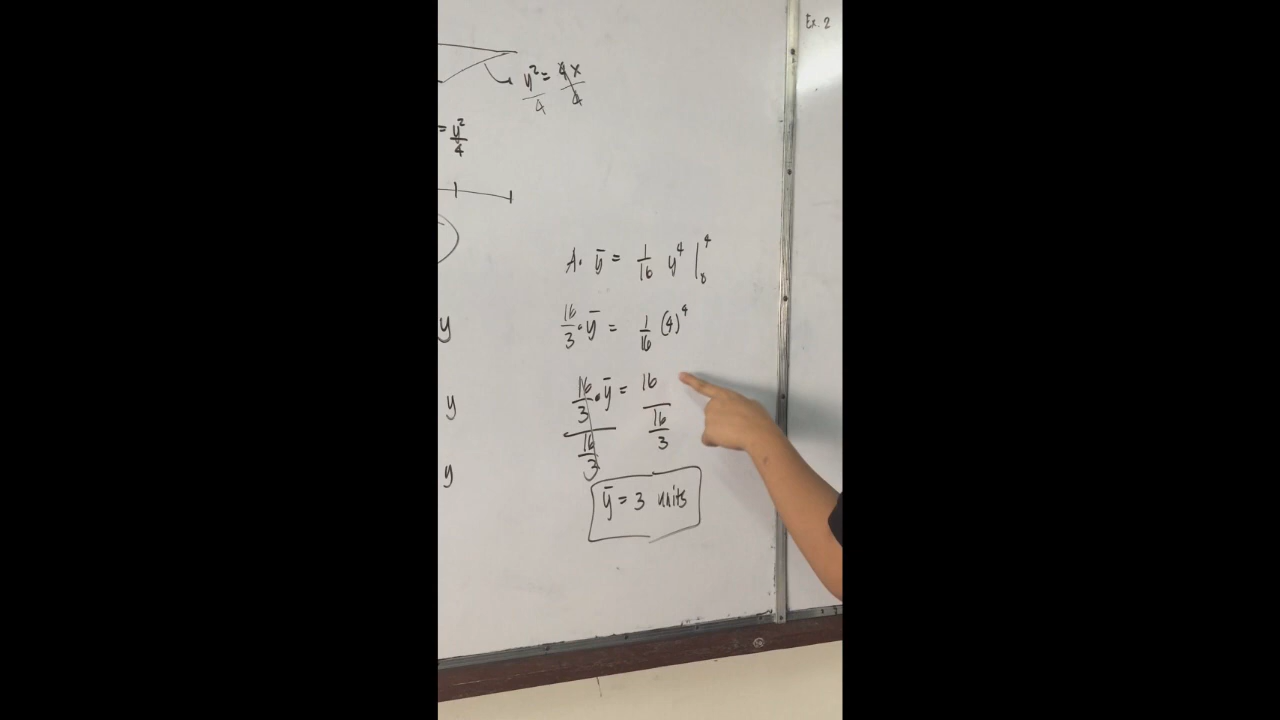 Ex. 2
y² = 4x
4 4
= y²/4
A · ȳ = 1/16 y⁴ |₀⁴
y
16/3 · ȳ = 1/16 (4)⁴
y
16/3 · ȳ = 16
16/3 16/3
y
ȳ = 3 units